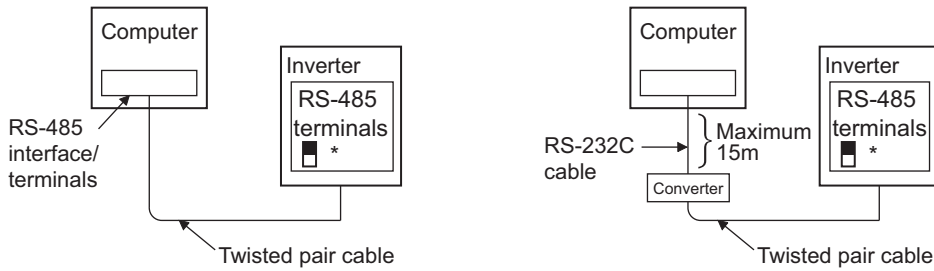 Computer
Inverter
RS-485
terminals
*
RS-485
interface/
terminals
Twisted pair cable
Computer
Inverter
RS-485
terminals
*
RS-232C
cable
Maximum
15m
Converter
Twisted pair cable